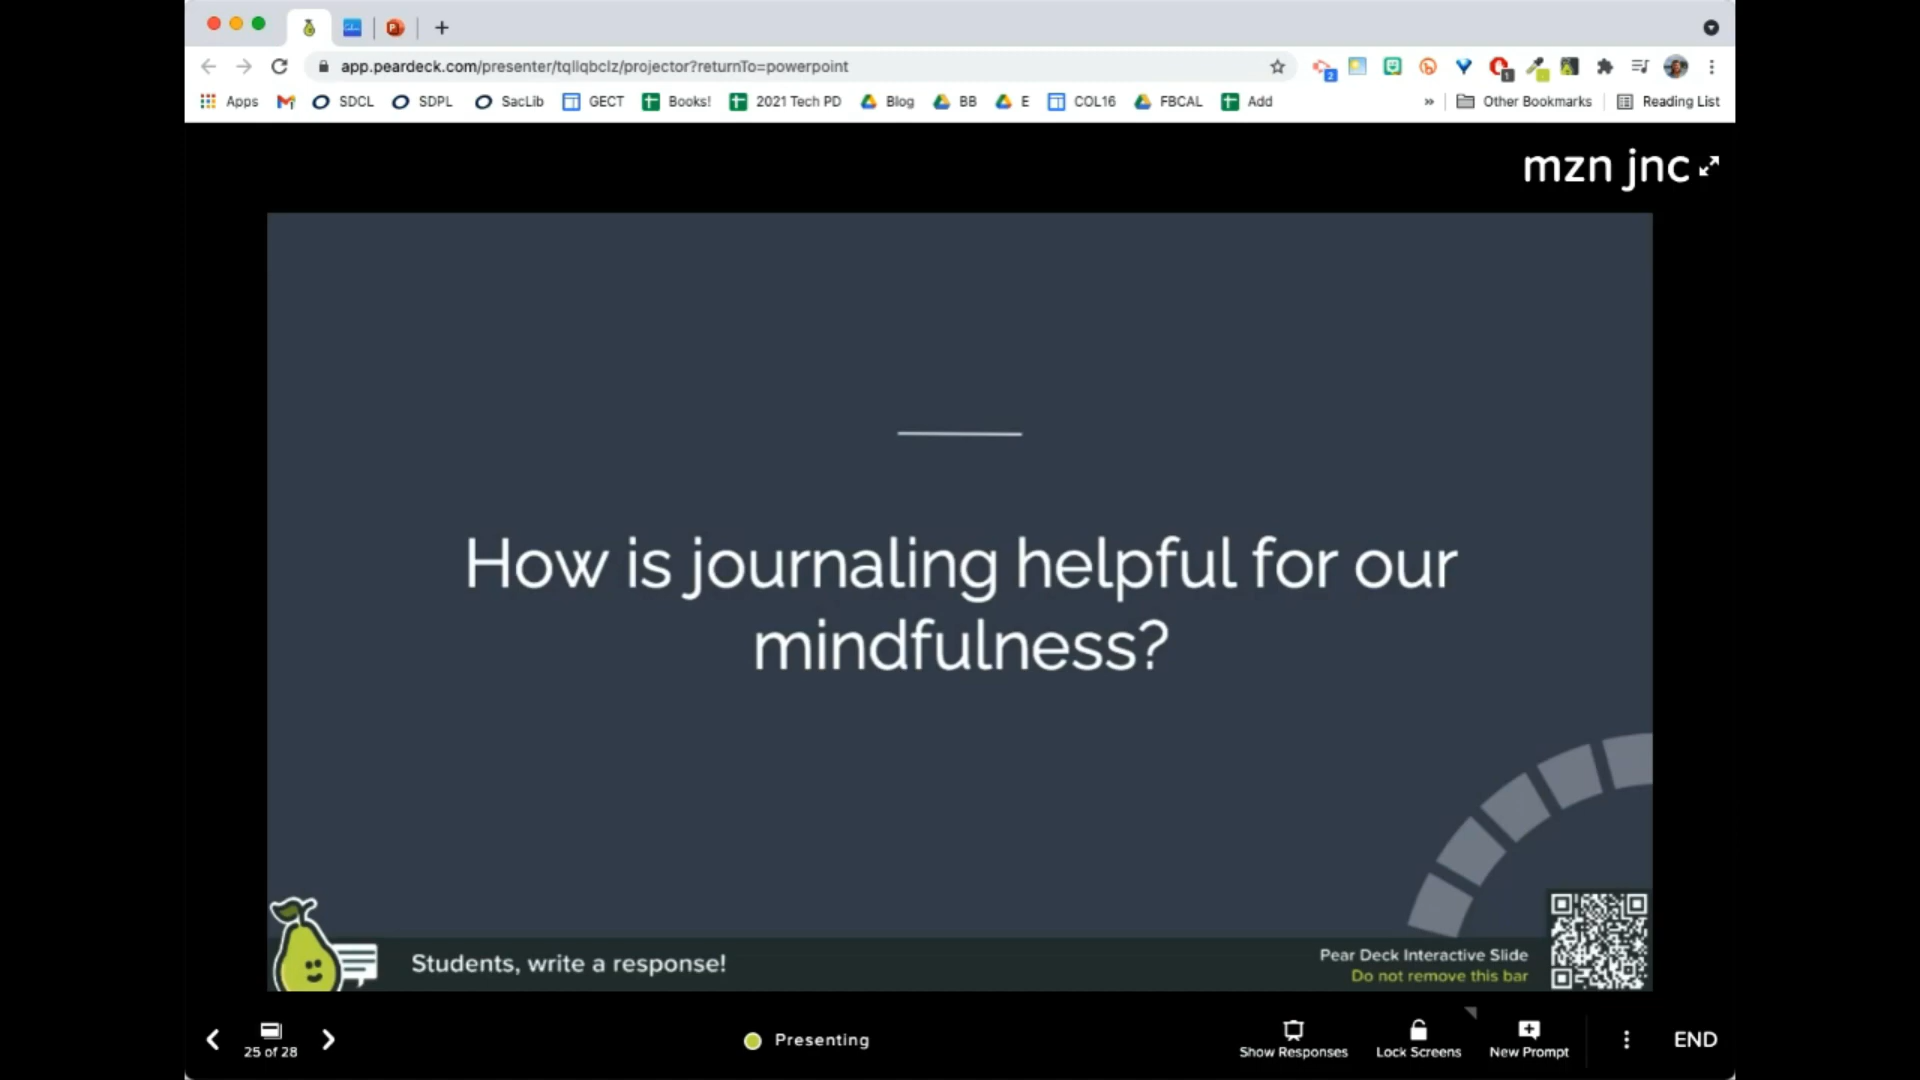 app.peardeck.com/presenter/tqllqbclz/projector?returnTo=powerpoint
2 1
Apps SDCL SDPL SacLib GECT Books! 2021 Tech PD Blog BB E COL16 FBCAL Add » Other Bookmarks Reading List
mzn jnc
How is journaling helpful for our
mindfulness?
Students, write a response!
Pear Deck Interactive Slide
Do not remove this bar
25 of 28
Presenting
Show Responses Lock Screens New Prompt END